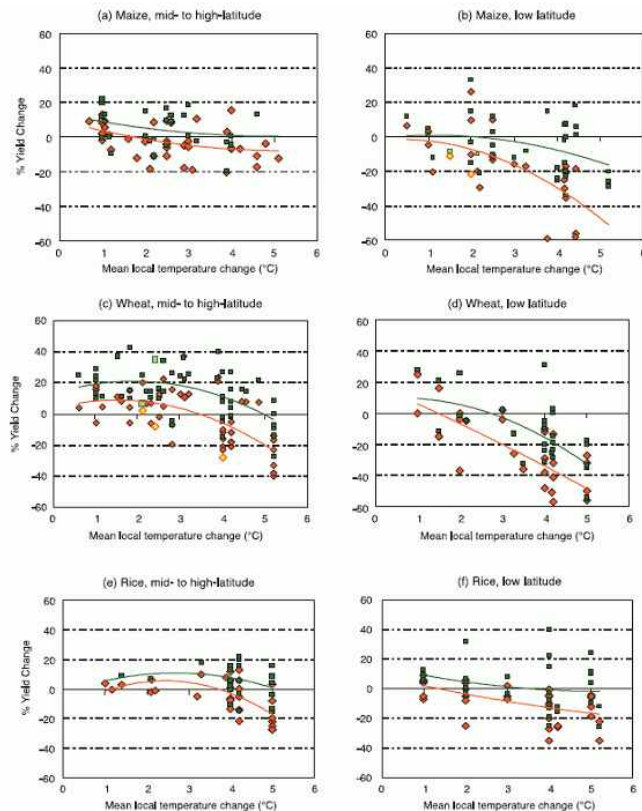 (a) Maize, mid- to high-latitude
% Yield Change
60
40
20
0
-20
-40
-60
0 1 2 3 4 5 6
Mean local temperature change (°C)
(b) Maize, low latitude
60
40
20
0
-20
-40
-60
0 1 2 3 4 5 6
Mean local temperature change (°C)
(c) Wheat, mid- to high-latitude
% Yield Change
60
40
20
0
-20
-40
-60
0 1 2 3 4 5 6
Mean local temperature change (°C)
(d) Wheat, low latitude
60
40
20
0
-20
-40
-60
0 1 2 3 4 5 6
Mean local temperature change (°C)
(e) Rice, mid- to high-latitude
% Yield Change
60
40
20
0
-20
-40
-60
0 1 2 3 4 5 6
Mean local temperature change (°C)
(f) Rice, low latitude
60
40
20
0
-20
-40
-60
0 1 2 3 4 5 6
Mean local temperature change (°C)